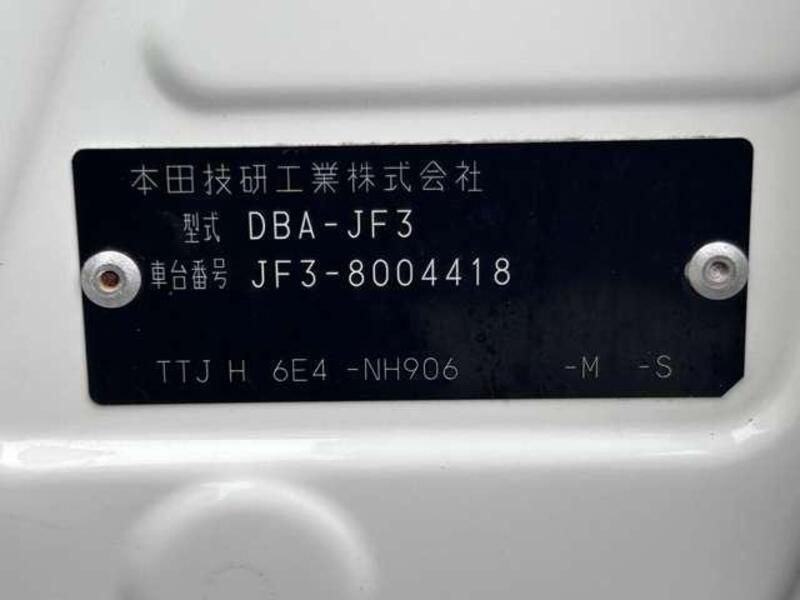 本田技研工業株式会社
型式 DBA-JF3
車台番号 JF3-8004418
TTJ H 6E4 -NH906 -M -S